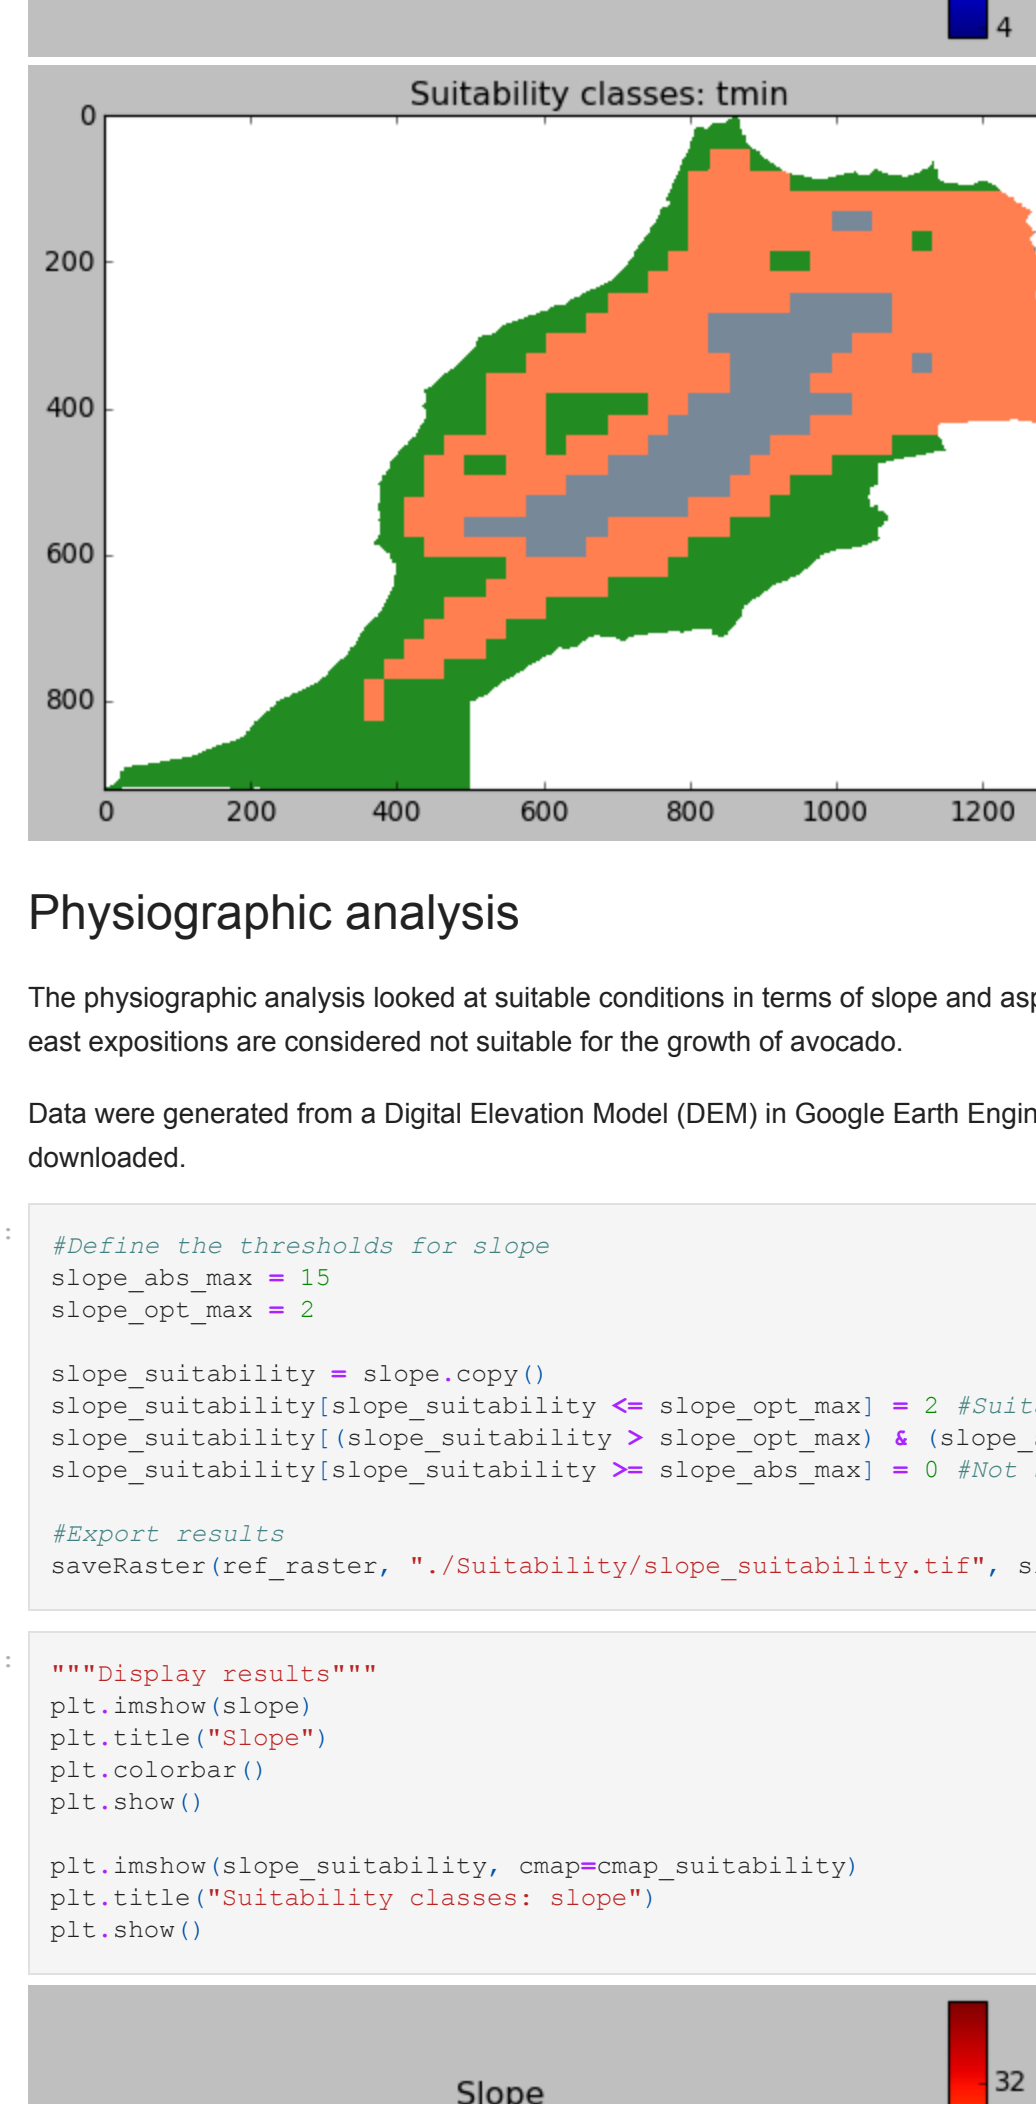 4
Suitability classes: tmin
0
200
400
600
800
0 200 400 600 800 1000 1200
Physiographic analysis
The physiographic analysis looked at suitable conditions in terms of slope and
east expositions are considered not suitable for the growth of avocado.
Data were generated from a Digital Elevation Model (DEM) in Google Earth
downloaded.
:
#Define the thresholds for slope
slope_abs_max = 15
slope_opt_max = 2
slope_suitability = slope.copy()
slope_suitability[slope_suitability <= slope_opt_max] = 2
slope_suitability[(slope_suitability > slope_opt_max) &
slope_suitability[slope_suitability >= slope_abs_max] = 0 #Not
#Export results
saveRaster(ref_raster, "./Suitability/slope_suitability.tif",
:
"""Display results"""
plt.imshow(slope)
plt.title("Slope")
plt.colorbar()
plt.show()
plt.imshow(slope_suitability, cmap=cmap_suitability)
plt.title("Suitability classes: slope")
plt.show()
32
Slope